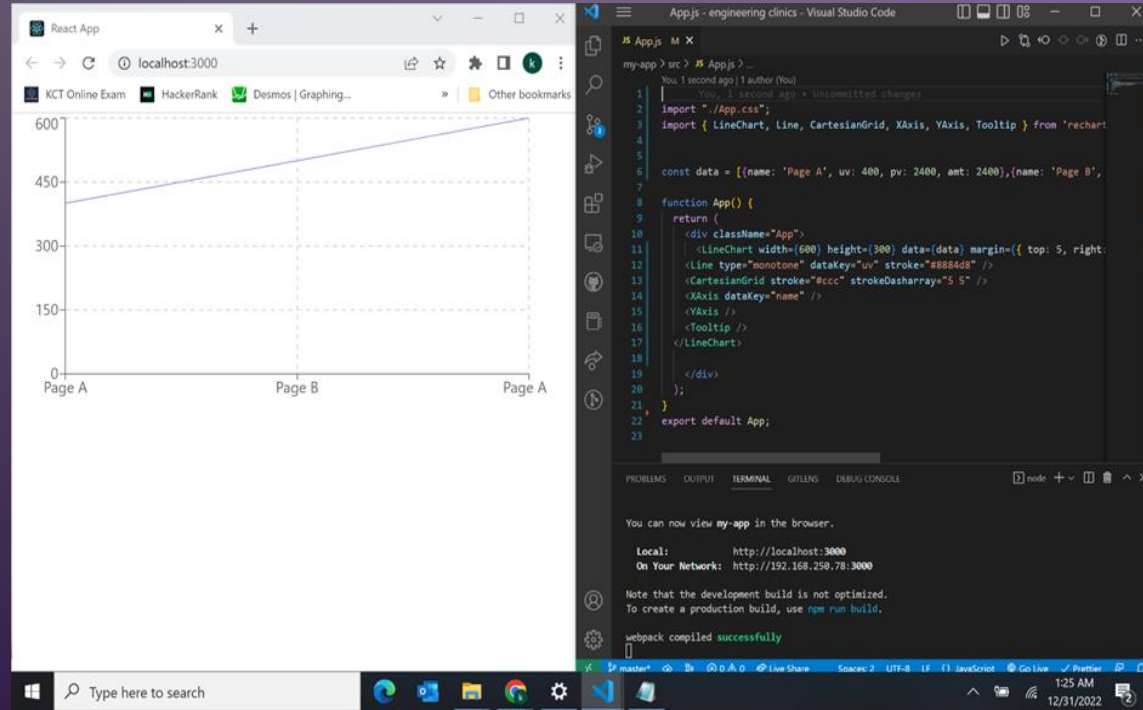 React App
localhost:3000
k
KCT Online Exam HackerRank Desmos | Graphing... » Other bookmarks
600
450
300
150
0
Page A Page B Page A
App.js - engineering clinics - Visual Studio Code
JS App.js M
my-app > src > JS App.js > ...
You, 1 second ago | 1 author (You)
1 You, 1 second ago • Uncommitted changes
2 import "./App.css";
3 import { LineChart, Line, CartesianGrid, XAxis, YAxis, Tooltip } from 'rechart
4
5
6 const data = [{name: 'Page A', uv: 400, pv: 2400, amt: 2400},{name: 'Page B',
7
8 function App() {
9 return (
10 <div className="App">
11 <LineChart width={600} height={300} data={data} margin={{ top: 5, right:
12 <Line type="monotone" dataKey="uv" stroke="#8884d8" />
13 <CartesianGrid stroke="#ccc" strokeDasharray="5 5" />
14 <XAxis dataKey="name" />
15 <YAxis />
16 <Tooltip />
17 </LineChart>
18
19 </div>
20 );
21 }
22 export default App;
23
PROBLEMS OUTPUT TERMINAL GITLENS DEBUG CONSOLE node
You can now view my-app in the browser.
Local: http://localhost:3000
On Your Network: http://192.168.250.78:3000
Note that the development build is not optimized.
To create a production build, use npm run build.
webpack compiled successfully
master* 0 0 Live Share Spaces: 2 UTF-8 LF {} JavaScript Go Live Prettier
Type here to search
1:25 AM
12/31/2022
2